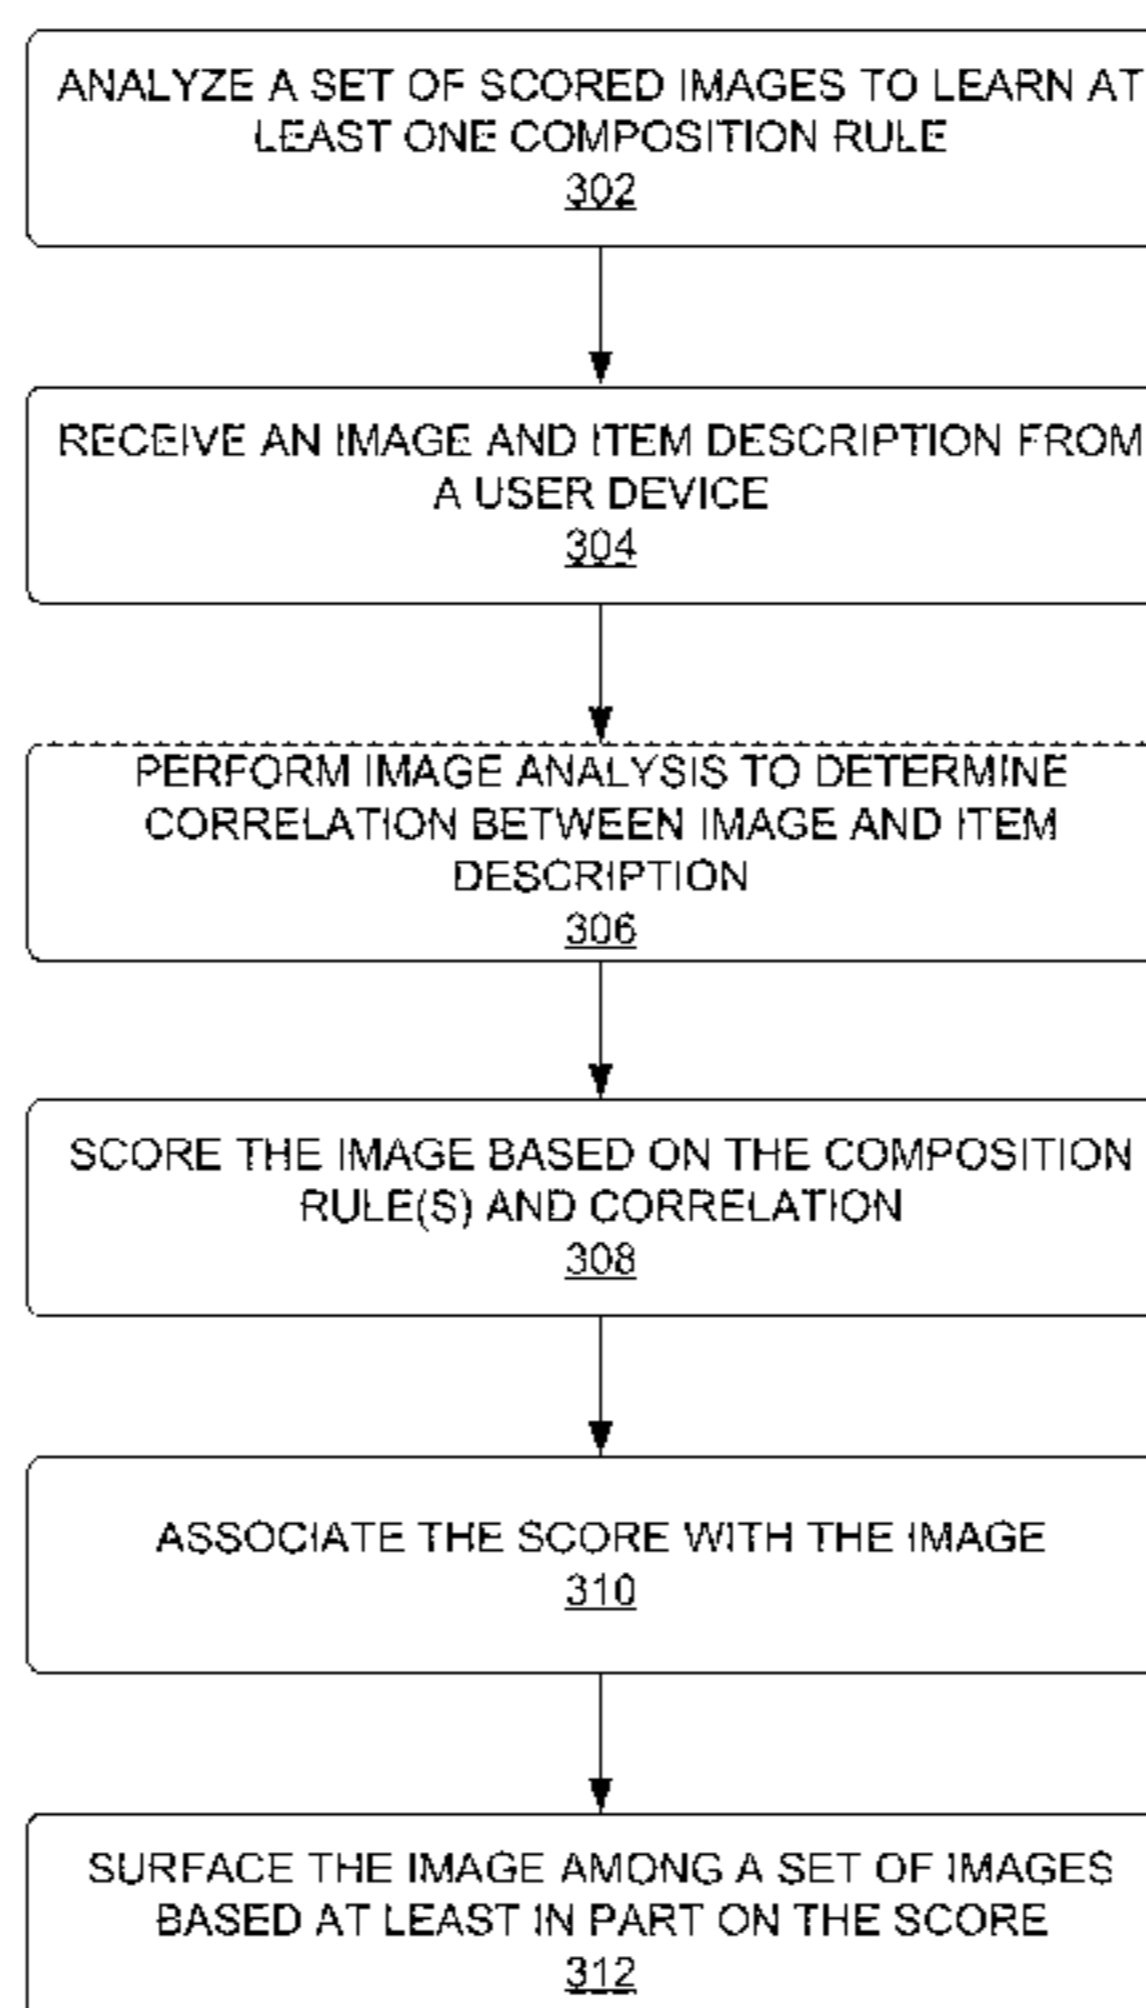 ANALYZE A SET OF SCORED IMAGES TO LEARN AT
LEAST ONE COMPOSITION RULE
302
RECEIVE AN IMAGE AND ITEM DESCRIPTION FROM
A USER DEVICE
304
PERFORM IMAGE ANALYSIS TO DETERMINE
CORRELATION BETWEEN IMAGE AND ITEM
DESCRIPTION
306
SCORE THE IMAGE BASED ON THE COMPOSITION
RULE(S) AND CORRELATION
308
ASSOCIATE THE SCORE WITH THE IMAGE
310
SURFACE THE IMAGE AMONG A SET OF IMAGES
BASED AT LEAST IN PART ON THE SCORE
312